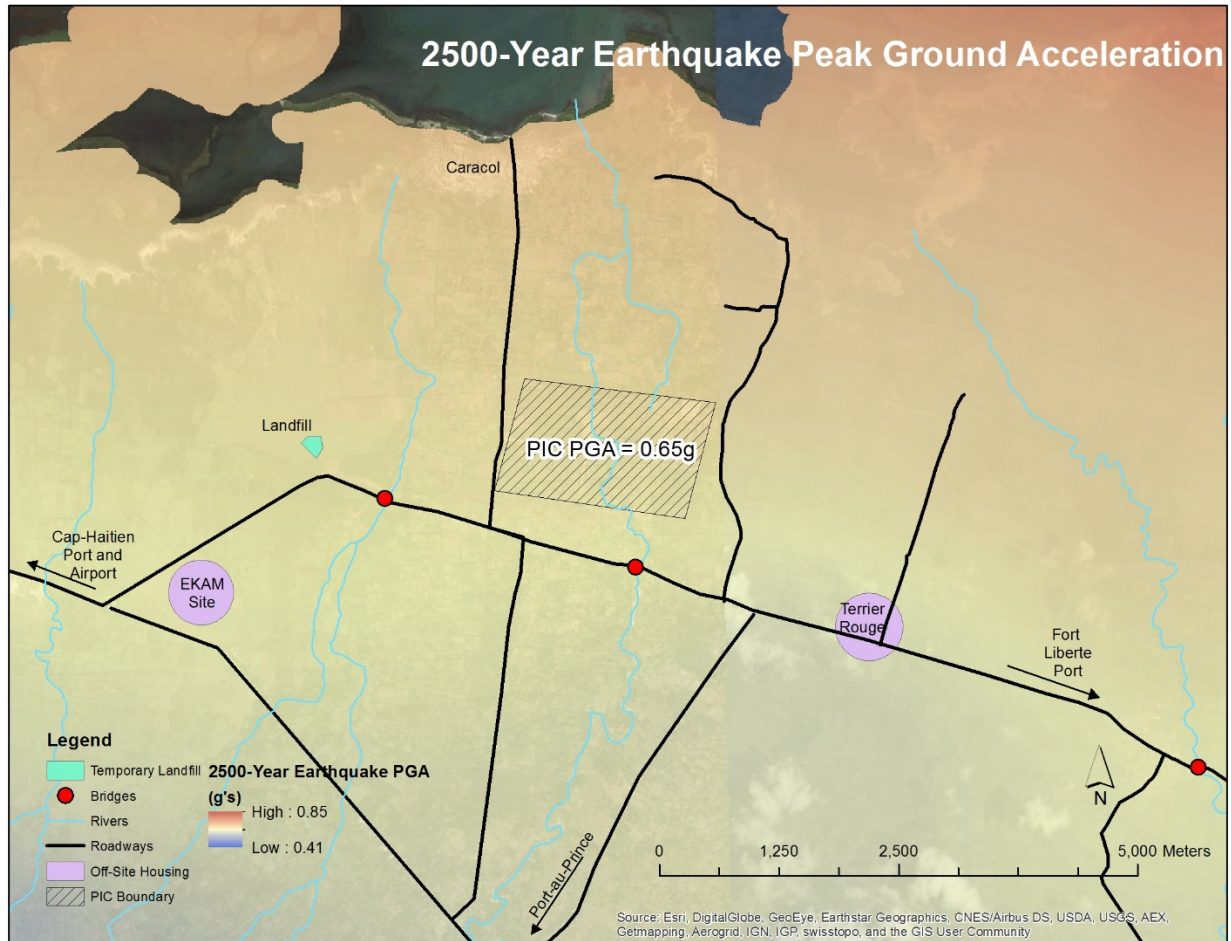 2500-Year Earthquake Peak Ground Acceleration
Caracol
Landfill
PIC PGA = 0.65g
Cap-Haitien
Port and
Airport
EKAM
Site
Terrier
Rouge
Fort
Liberte
Port
Legend
Temporary Landfill
Bridges
Rivers
Roadways
Off-Site Housing
PIC Boundary
2500-Year Earthquake PGA
(g's)
High : 0.85
Low : 0.41
Port-au-Prince
N
0 1,250 2,500 5,000 Meters
Source: Esri, DigitalGlobe, GeoEye, Earthstar Geographics, CNES/Airbus DS, USDA, USGS, AEX,
Getmapping, Aerogrid, IGN, IGP, swisstopo, and the GIS User Community